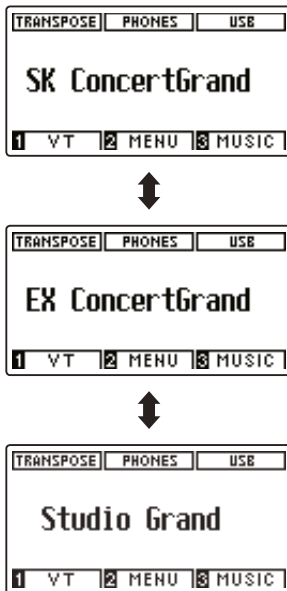 TRANSPOSE PHONES USB
SK ConcertGrand
1 VT 2 MENU 3 MUSIC
TRANSPOSE PHONES USB
EX ConcertGrand
1 VT 2 MENU 3 MUSIC
TRANSPOSE PHONES USB
Studio Grand
1 VT 2 MENU 3 MUSIC